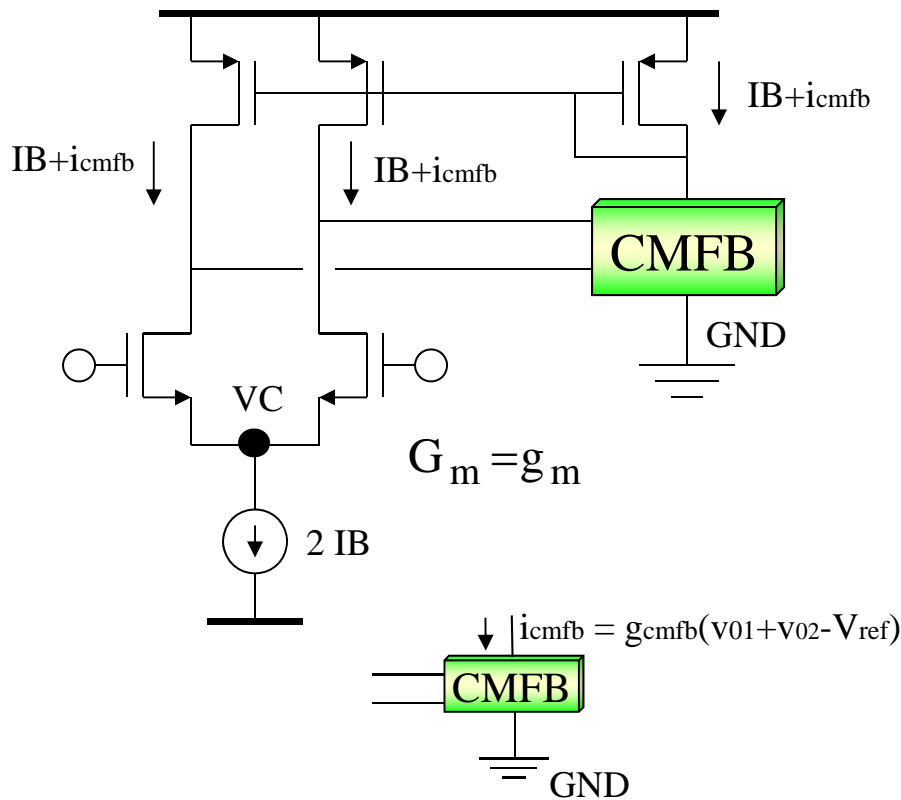 IB+icmfb
IB+icmfb
IB+icmfb
CMFB
GND
VC
Gm=gm
2 IB
icmfb = gcmfb(v01+v02-Vref)
CMFB
GND